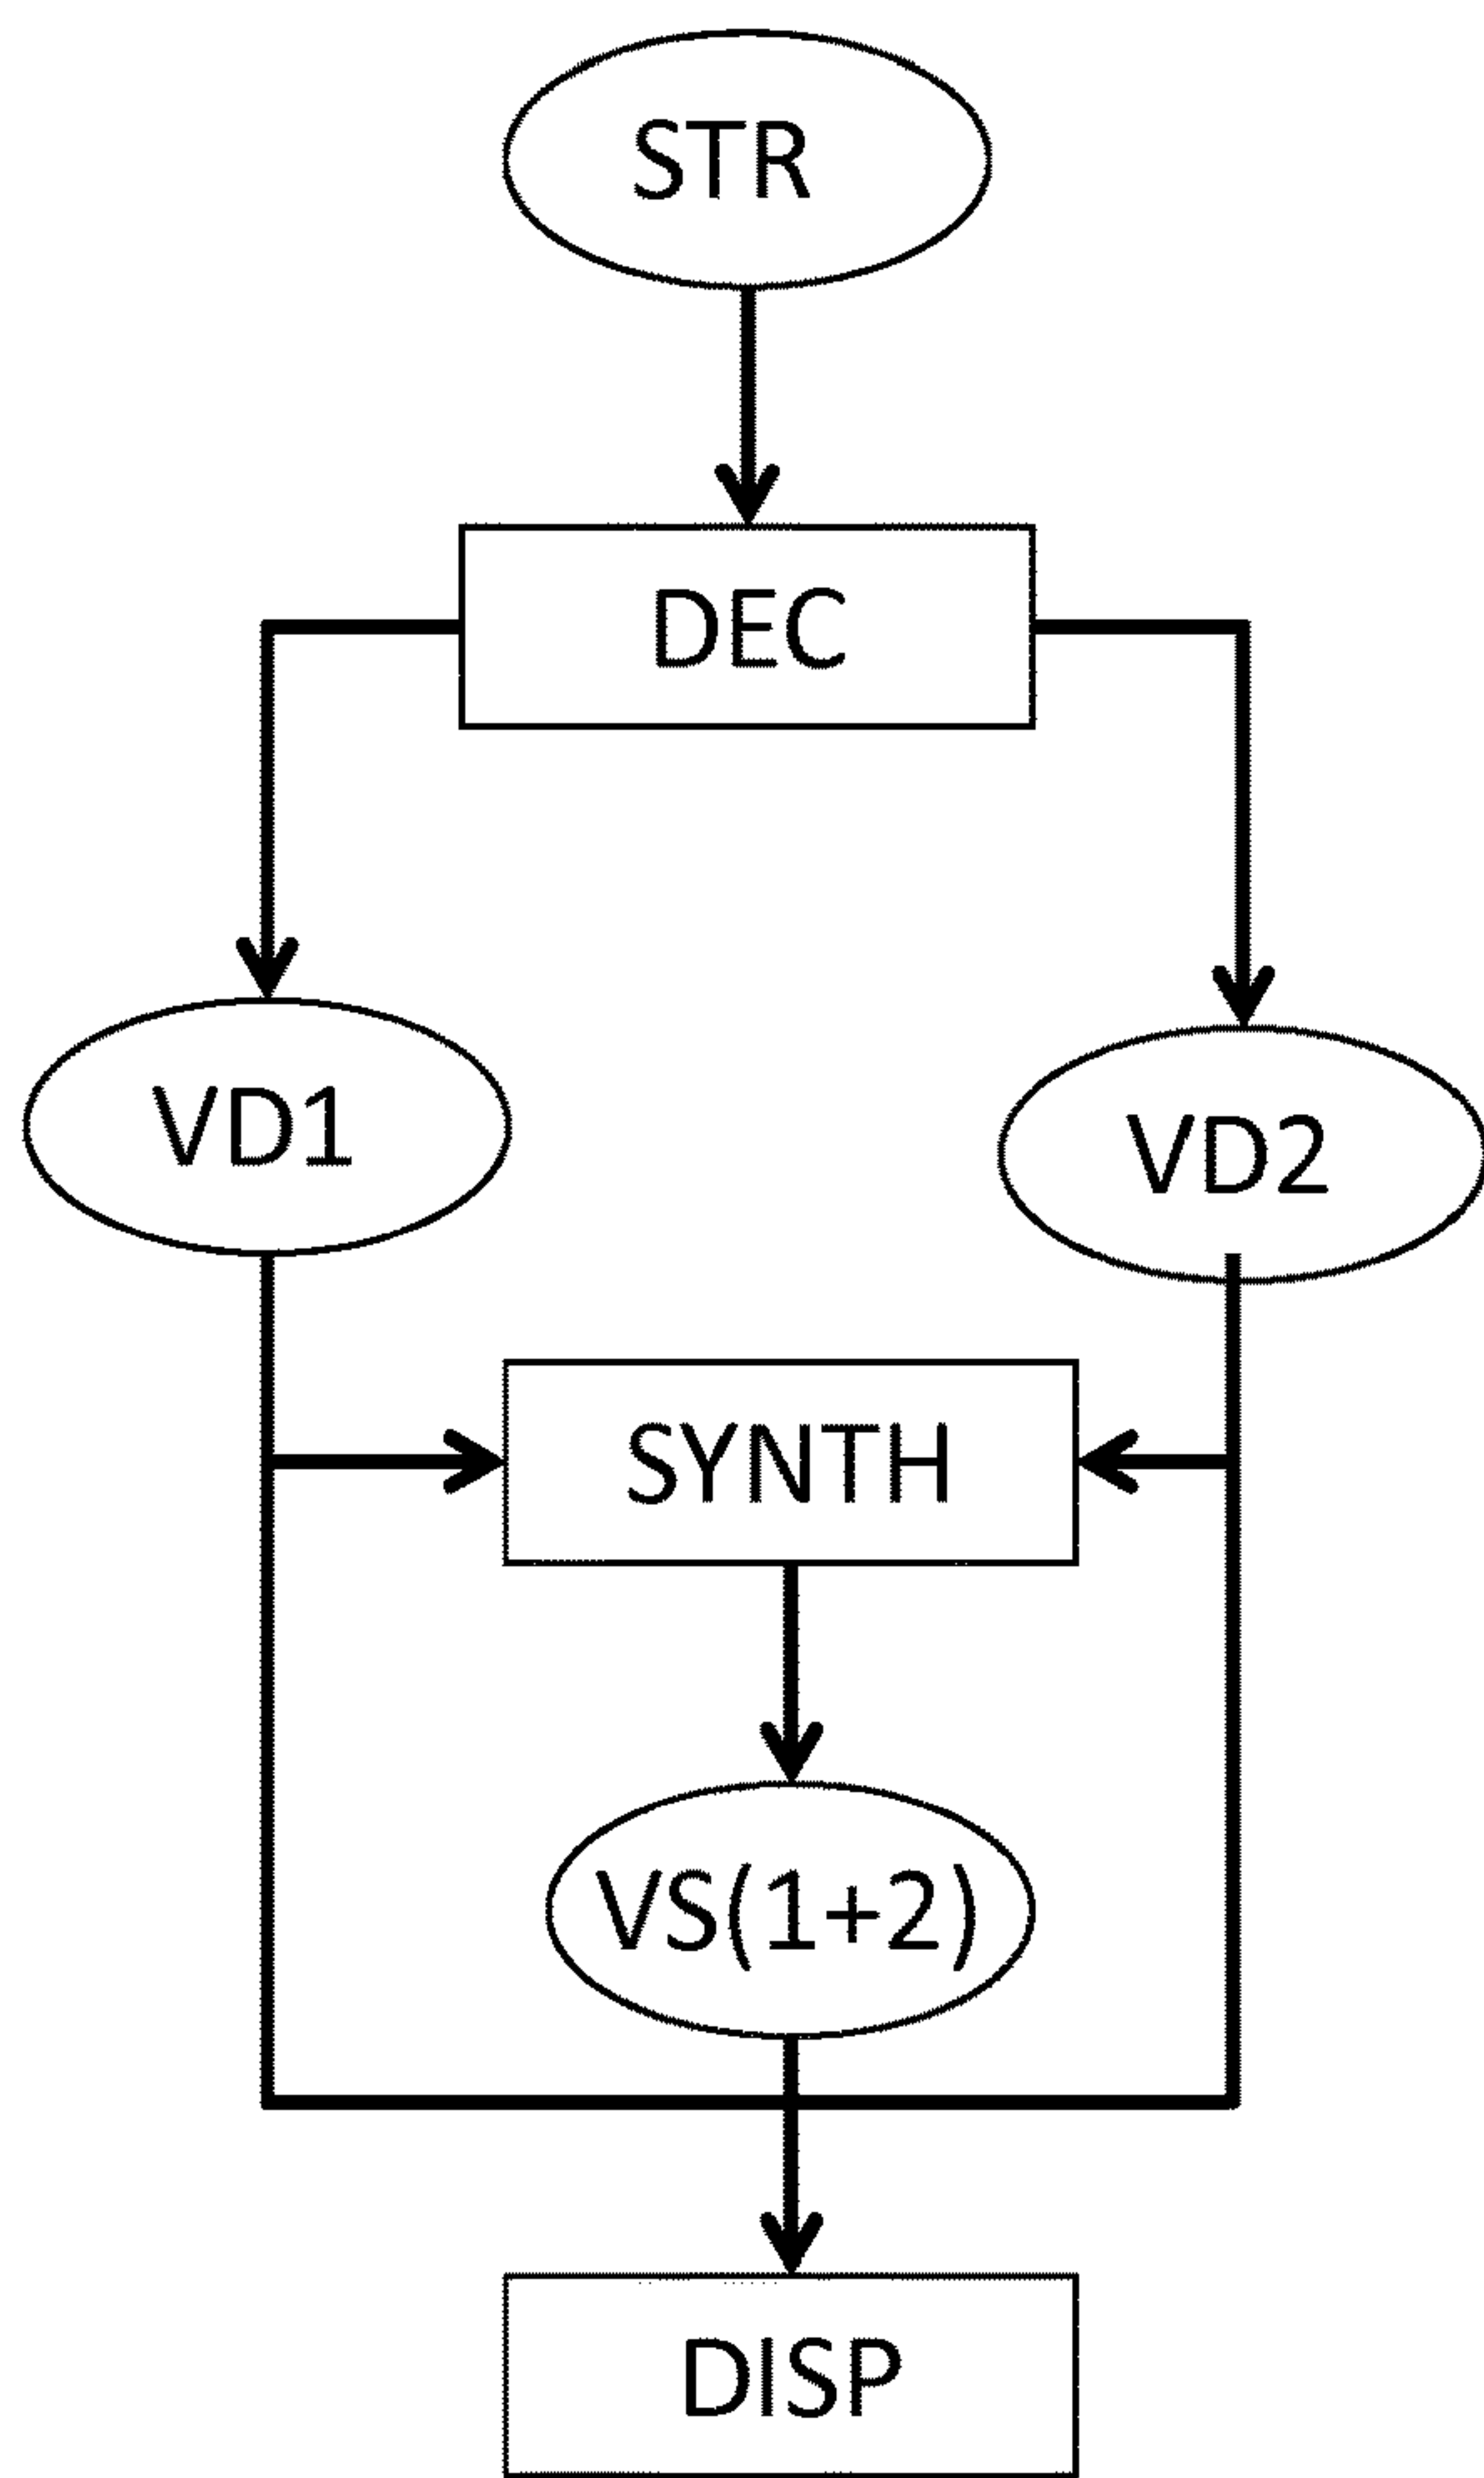 STR
DEC
VD1
VD2
SYNTH
VS(1+2)
DISP